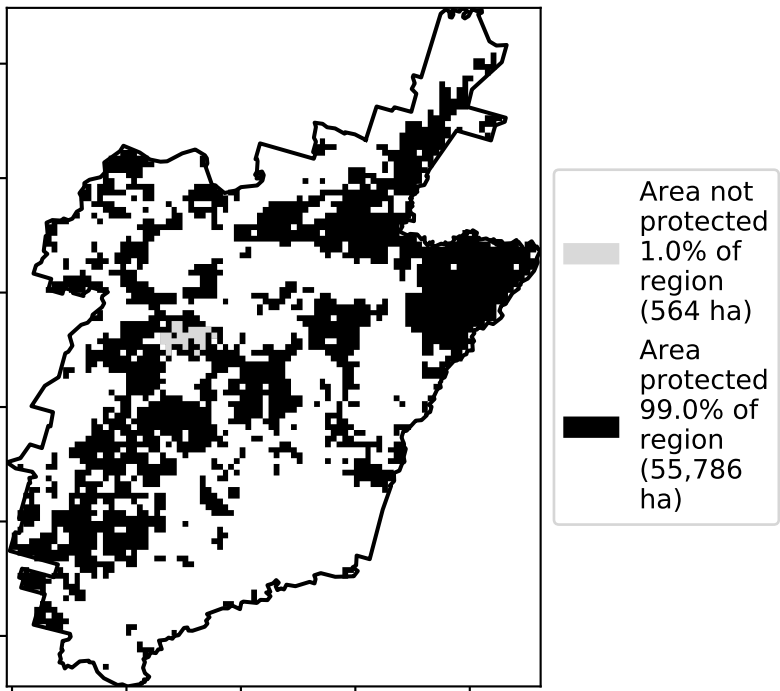 Area not
protected
1.0% of
region
(564 ha)
Area
protected
99.0% of
region
(55,786
ha)